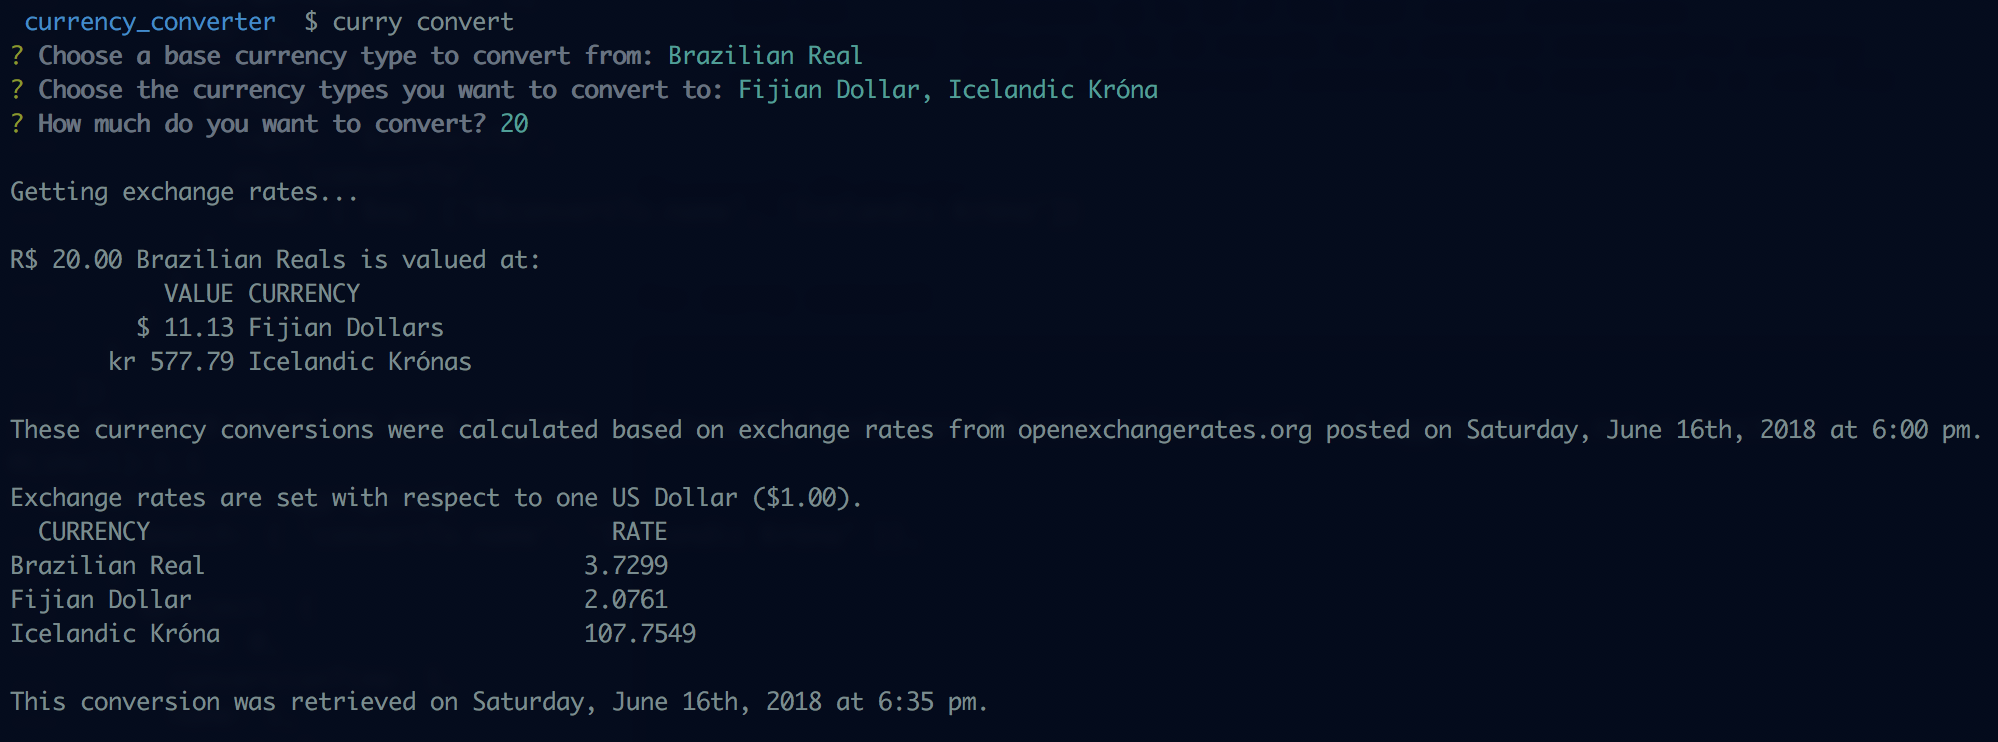 currency_converter $ curry convert
? Choose a base currency type to convert from: Brazilian Real
? Choose the currency types you want to convert to: Fijian Dollar, Icelandic Króna
? How much do you want to convert? 20
Getting exchange rates...
R$ 20.00 Brazilian Reals is valued at:
VALUE CURRENCY
$ 11.13 Fijian Dollars
kr 577.79 Icelandic Krónas
These currency conversions were calculated based on exchange rates from openexchangerates.org posted on Saturday, June 16th, 2018 at 6:00 pm.
Exchange rates are set with respect to one US Dollar ($1.00).
CURRENCY RATE
Brazilian Real 3.7299
Fijian Dollar 2.0761
Icelandic Króna 107.7549
This conversion was retrieved on Saturday, June 16th, 2018 at 6:35 pm.